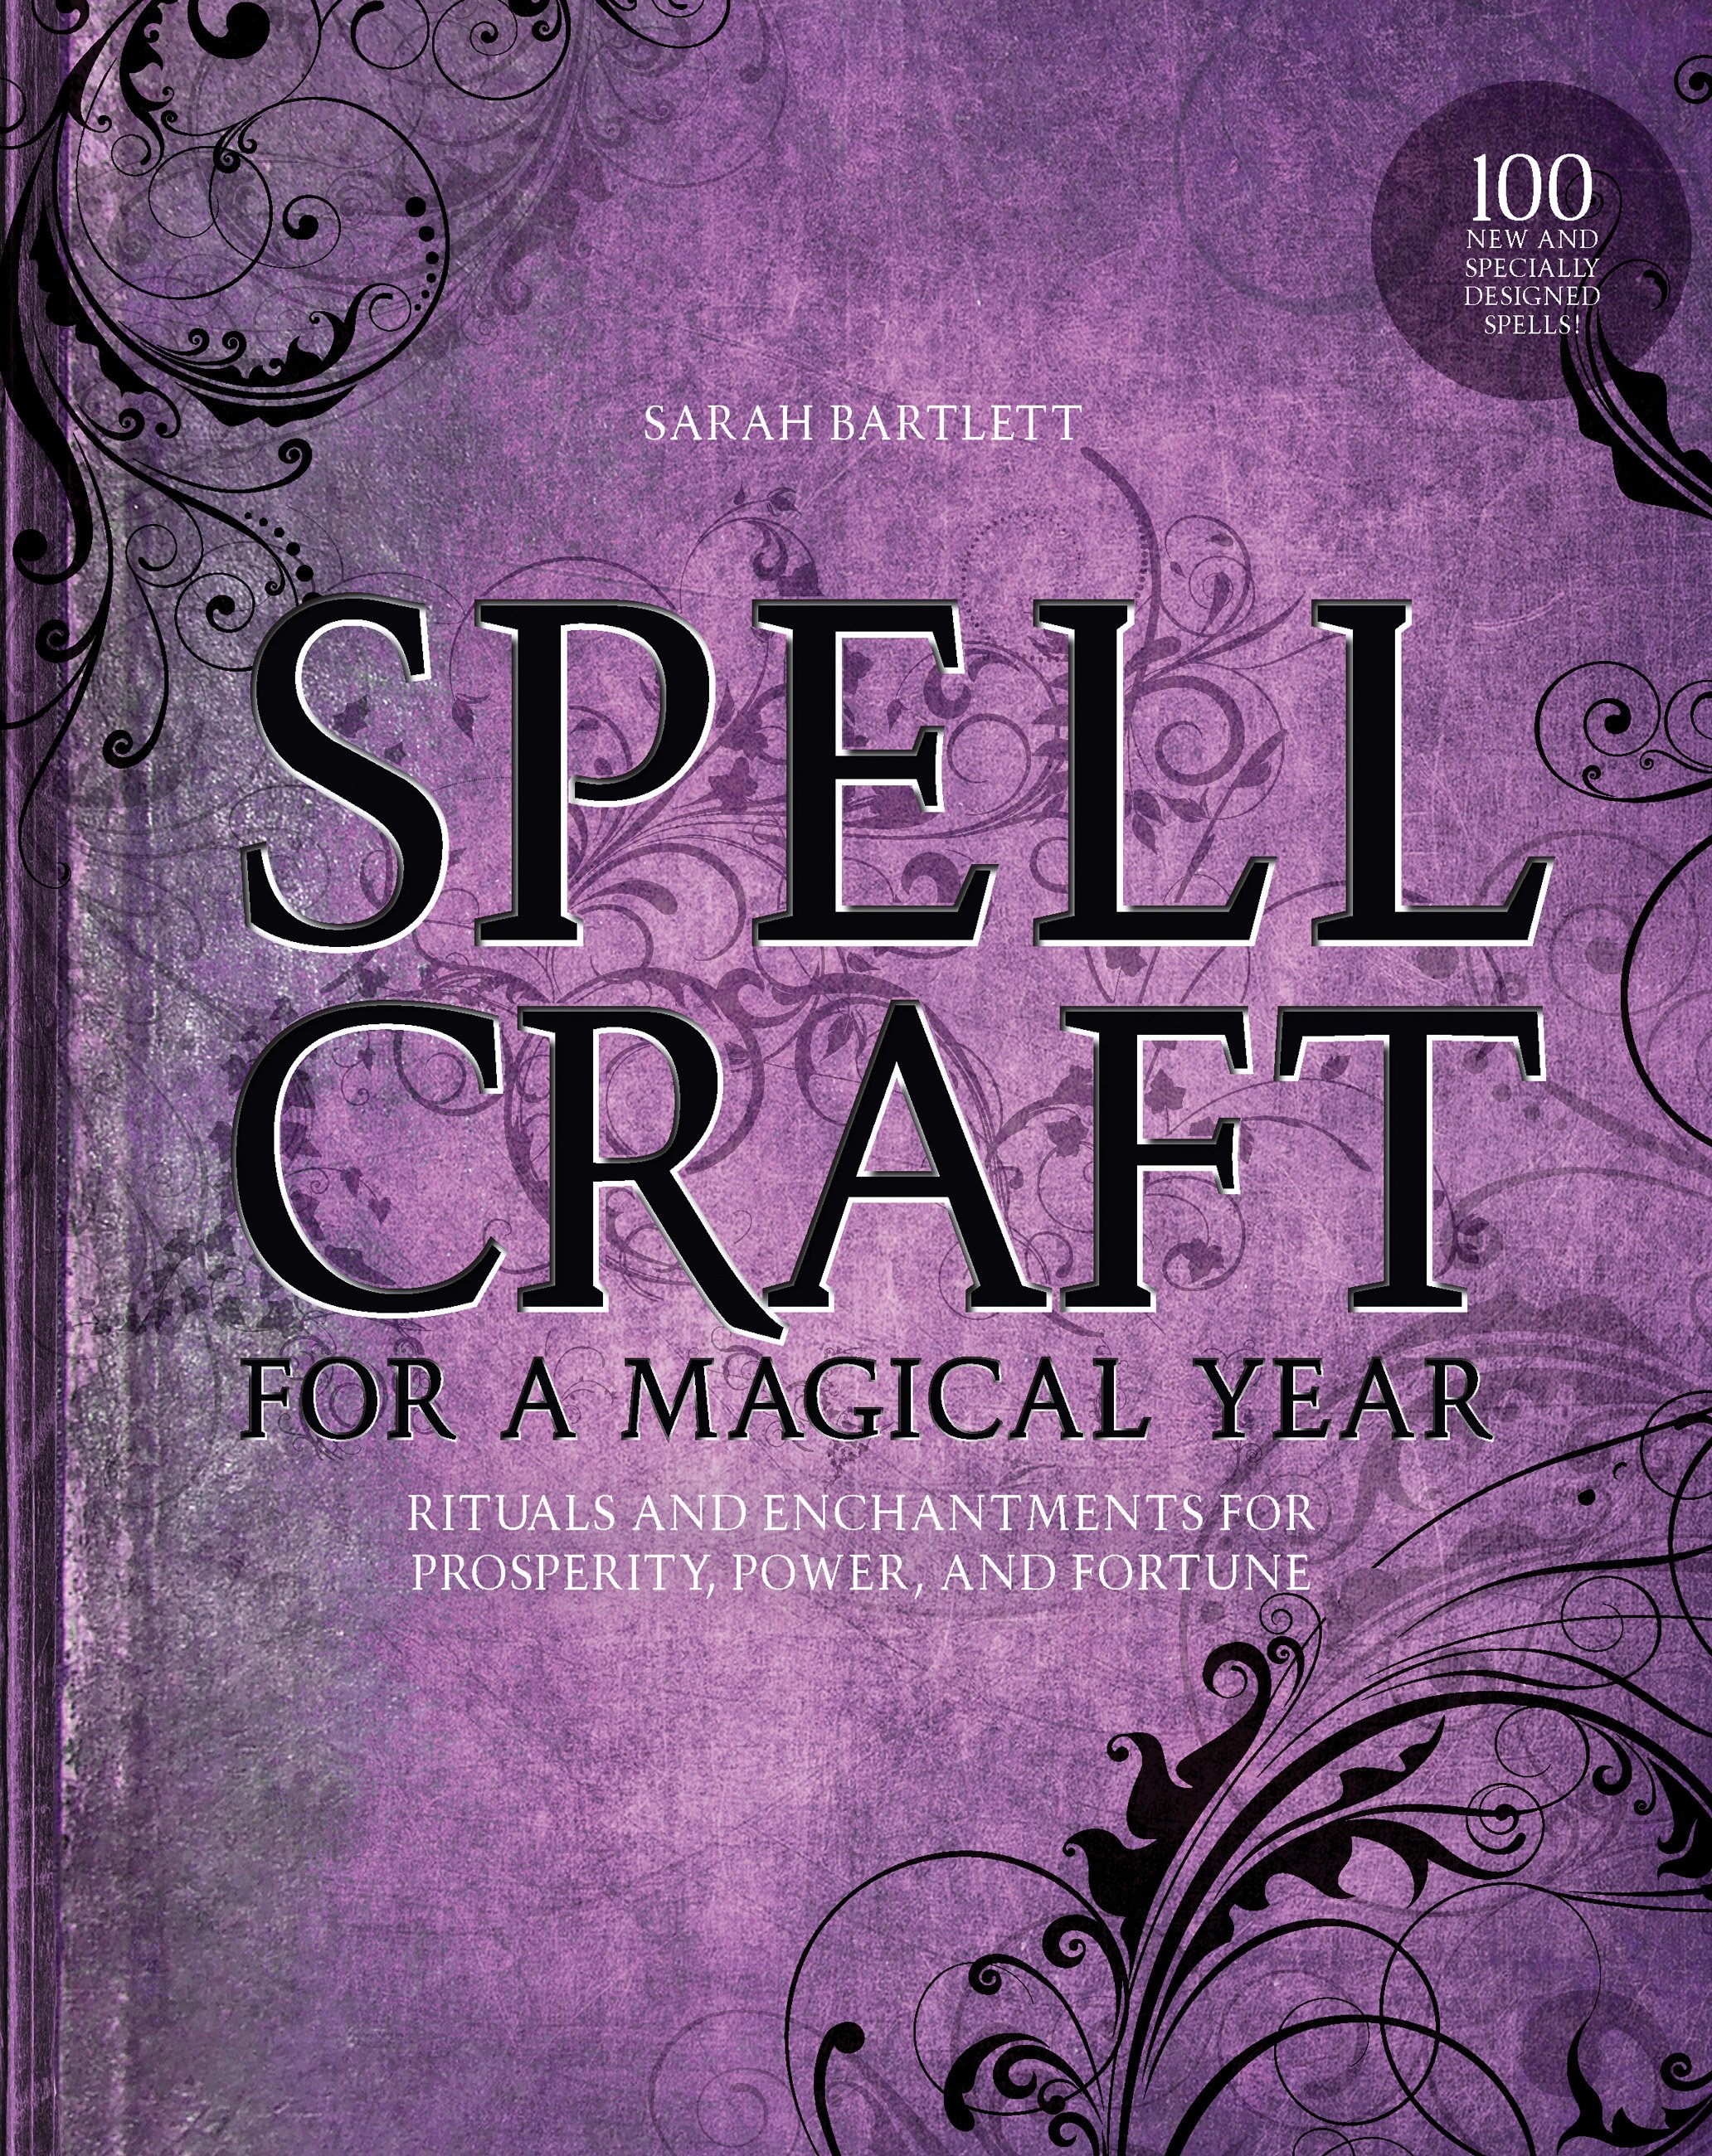 100
NEW AND
SPECIALLY
DESIGNED
SPELLS!
SARAH BARTLETT
SPELL
CRAFT
FOR A MAGICAL YEAR
RITUALS AND ENCHANTMENTS FOR
PROSPERITY, POWER, AND FORTUNE